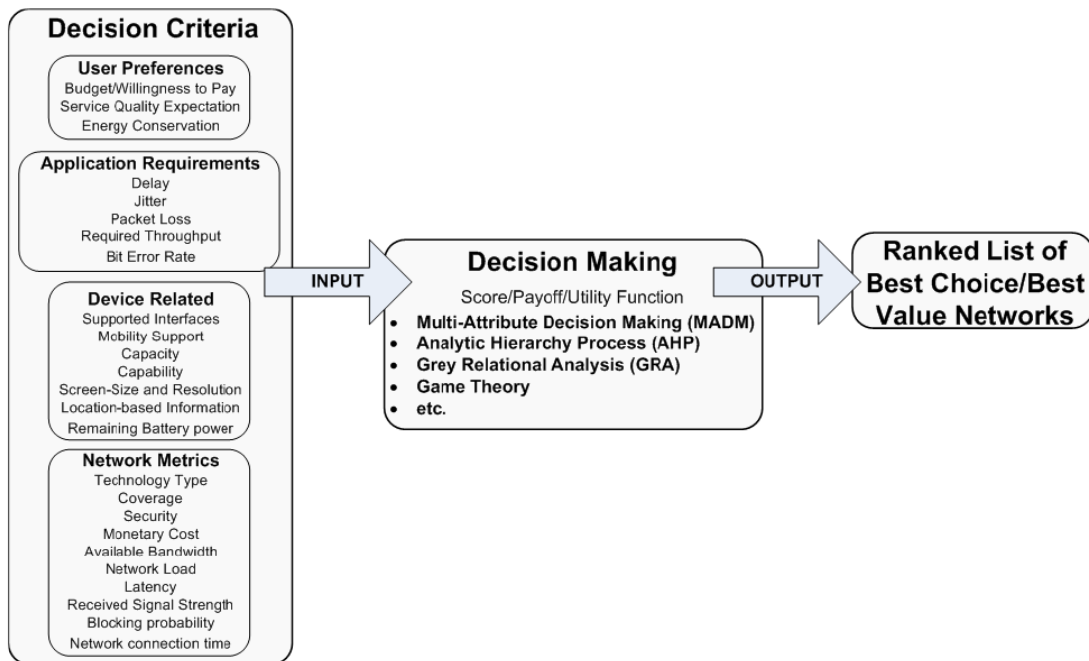 Decision Criteria
User Preferences
Budget/Willingness to Pay
Service Quality Expectation
Energy Conservation
Application Requirements
Delay
Jitter
Packet Loss
Required Throughput
Bit Error Rate
Device Related
Supported Interfaces
Mobility Support
Capacity
Capability
Screen-Size and Resolution
Location-based Information
Remaining Battery power
Network Metrics
Technology Type
Coverage
Security
Monetary Cost
Available Bandwidth
Network Load
Latency
Received Signal Strength
Blocking probability
Network connection time
INPUT
Decision Making
Score/Payoff/Utility Function
• Multi-Attribute Decision Making (MADM)
• Analytic Hierarchy Process (AHP)
• Grey Relational Analysis (GRA)
• Game Theory
• etc.
OUTPUT
Ranked List of
Best Choice/Best
Value Networks